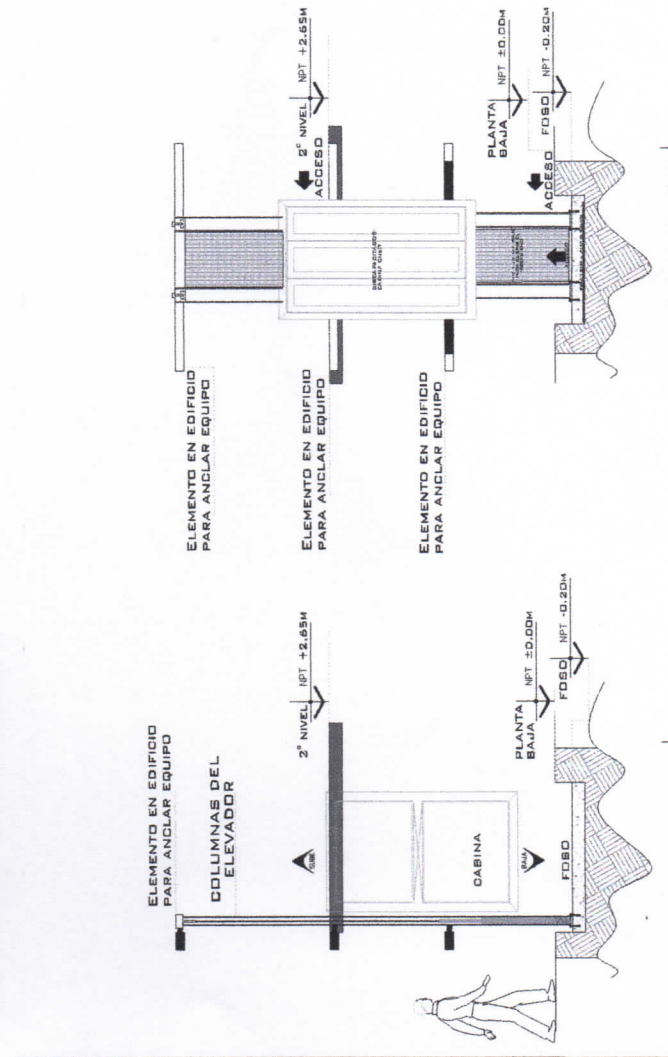 ELEMENTO EN EDIFICIO
PARA ANCLAR EQUIPO
COLUMNAS DEL
ELEVADOR
2° NIVEL NPT +2.65M
SUBE
CABINA
BAJA
PLANTA
BAJA
NPT ±0.00M
FOSO
FOSO NPT -0.20M
ELEMENTO EN EDIFICIO
PARA ANCLAR EQUIPO
ELEMENTO EN EDIFICIO
PARA ANCLAR EQUIPO
ELEMENTO EN EDIFICIO
PARA ANCLAR EQUIPO
2° NIVEL NPT +2.65M
ACCESO
PLANTA
BAJA
NPT ±0.00M
ACCESO
FOSO NPT -0.20M